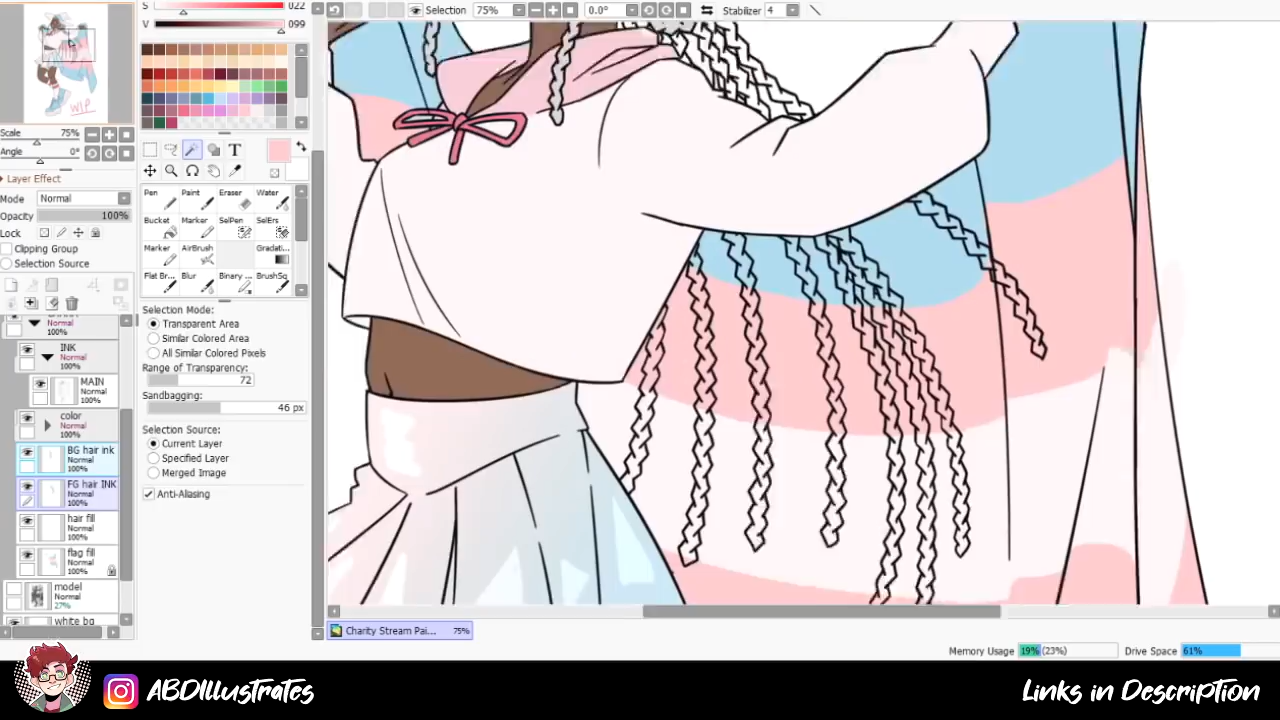 S 022
V 099
Selection 75% 0.0° Stabilizer 4
WIP
Scale 75%
Angle 0°
Layer Effect
Mode Normal
Opacity 100%
Lock
Clipping Group
Selection Source
Normal
100%
INK
Normal
100%
MAIN
Normal
100%
color
Normal
100%
BG hair ink
Normal
100%
FG hair INK
Normal
100%
hair fill
Normal
100%
flag fill
Normal
100%
model
Normal
27%
white bg
T
Pen Paint Eraser Water
Bucket Marker SelPen SelErs
Marker AirBrush Gradati...
Flat Br... Blur Binary ... BrushSq
Selection Mode:
Transparent Area
Similar Colored Area
All Similar Colored Pixels
Range of Transparency:
72
Sandbagging:
46 px
Selection Source:
Current Layer
Specified Layer
Merged Image
Anti-Aliasing
Charity Stream Pai... 75%
Memory Usage 19% (23%) Drive Space 61%
ABDIllustrates
Links in Description